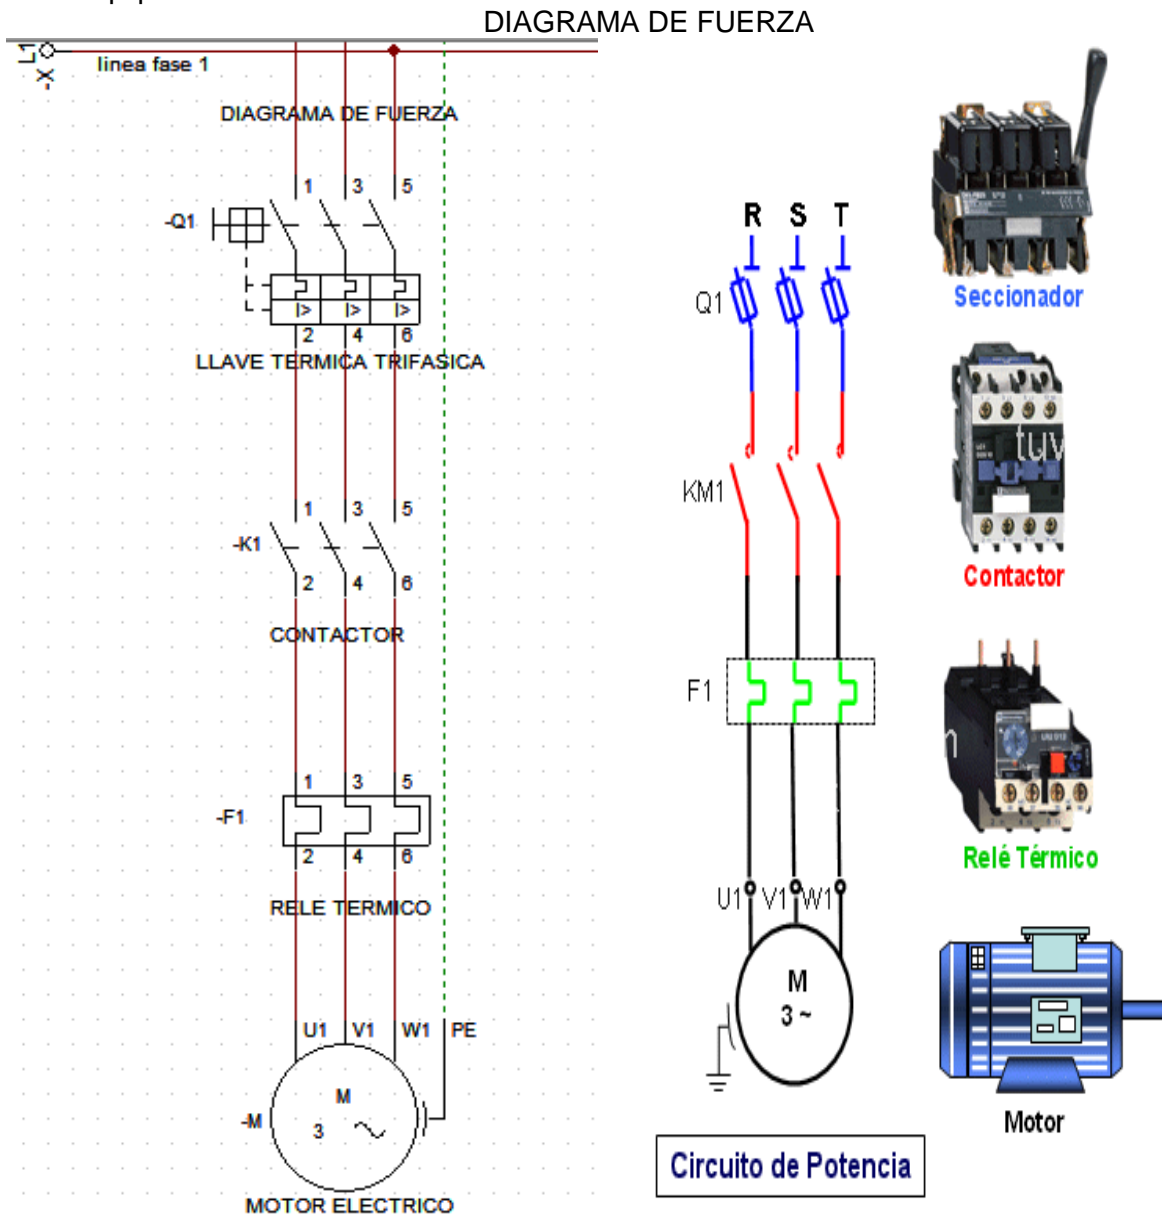 DIAGRAMA DE FUERZA
L1
-X
linea fase 1
DIAGRAMA DE FUERZA
1 3 5
-Q1
I> I> I>
2 4 6
LLAVE TERMICA TRIFASICA
1 3 5
-K1
2 4 6
CONTACTOR
1 3 5
-F1
2 4 6
RELE TERMICO
U1 V1 W1 PE
M
-M
3
MOTOR ELECTRICO
R S T
Q1
KM1
F1
U1 V1 W1
M
3 ~
Circuito de Potencia
Seccionador
tuv
Contactor
n
Relé Térmico
Motor